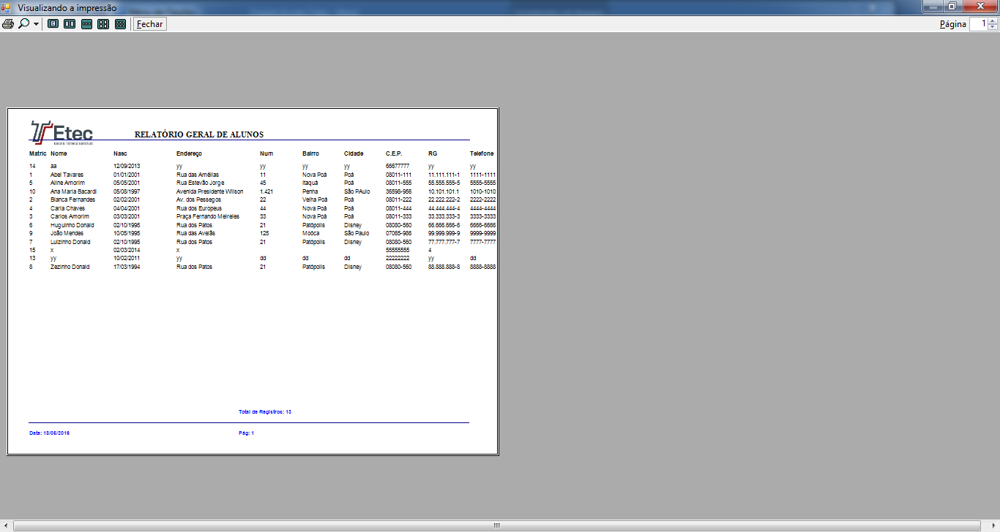 Visualizando a impressão
Fechar Página 1
Etec
Escola Técnica Estadual
RELATÓRIO GERAL DE ALUNOS
Matric Nome Nasc Endereço Num Bairro Cidade C.E.P. RG Telefone
14 aa 12/09/2013 yy yy yy yy 66677777 yy yy
1 Abel Tavares 01/01/2001 Rua das Amélias 11 Nova Poá Poá 08011-111 11.111.111-1 1111-1111
5 Aline Amorim 05/05/2001 Rua Estevão Jorge 45 Itaquá Poá 08011-555 55.555.555-5 5555-5555
10 Ana Maria Bacardi 05/08/1997 Avenida Presidente Wilson 1.421 Penha São PAulo 36598-956 10.101.101.1 1010-1010
2 Bianca Fernandes 02/02/2001 Av. dos Pessegos 22 Velha Poá Poá 08011-222 22.222.222-2 2222-2222
4 Carla Chaves 04/04/2001 Rua dos Europeus 44 Nova Poá Poá 08011-444 44.444.444-4 4444-4444
3 Carlos Amorim 03/03/2001 Praça Fernando Meireles 33 Nova Poá Poá 08011-333 33.333.333-3 3333-3333
6 Huguinho Donald 02/10/1995 Rua dos Patos 21 Patópolis Disney 08080-560 66.666.666-6 6666-6666
9 João Mendes 10/05/1995 Rua das Avelãs 125 Moóca São Paulo 07065-986 99.999.999-9 9999-9999
7 Luizinho Donald 02/10/1995 Rua dos Patos 21 Patópolis Disney 08080-560 77.777.777-7 7777-7777
15 x 02/03/2014 x 55555555 4
13 yy 10/02/2011 yy dd dd dd 22222222 yy dd
8 Zezinho Donald 17/03/1994 Rua dos Patos 21 Patópolis Disney 08080-560 88.888.888-8 8888-8888
Total de Registros: 13
Data: 18/05/2016 Pág: 1